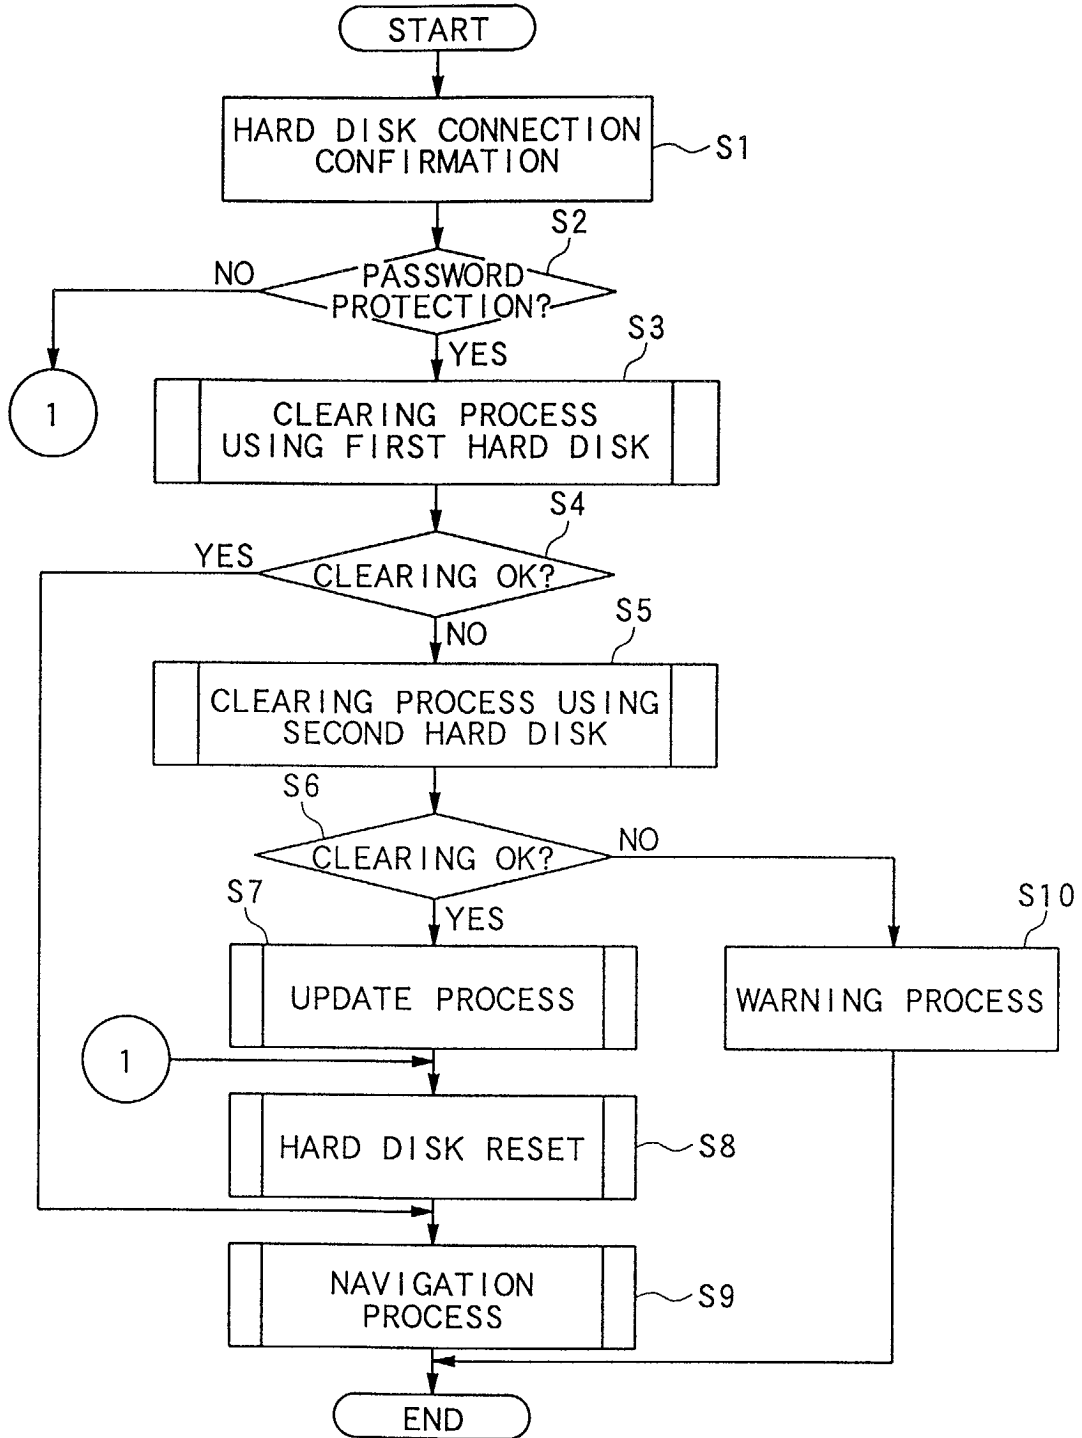 START
HARD DISK CONNECTION
CONFIRMATION
S1
S2
NO
PASSWORD
PROTECTION?
YES
S3
1
CLEARING PROCESS
USING FIRST HARD DISK
S4
YES
CLEARING OK?
NO
S5
CLEARING PROCESS USING
SECOND HARD DISK
S6
CLEARING OK?
NO
S7
YES
S10
UPDATE PROCESS
WARNING PROCESS
1
HARD DISK RESET
S8
NAVIGATION
PROCESS
S9
END